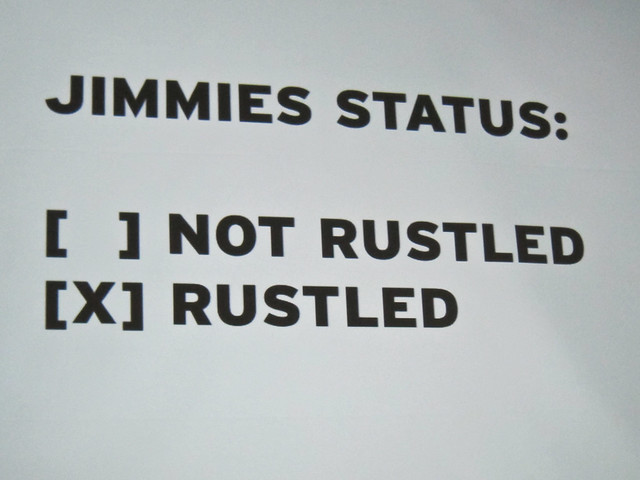 JIMMIES STATUS:
[ ] NOT RUSTLED
[X] RUSTLED